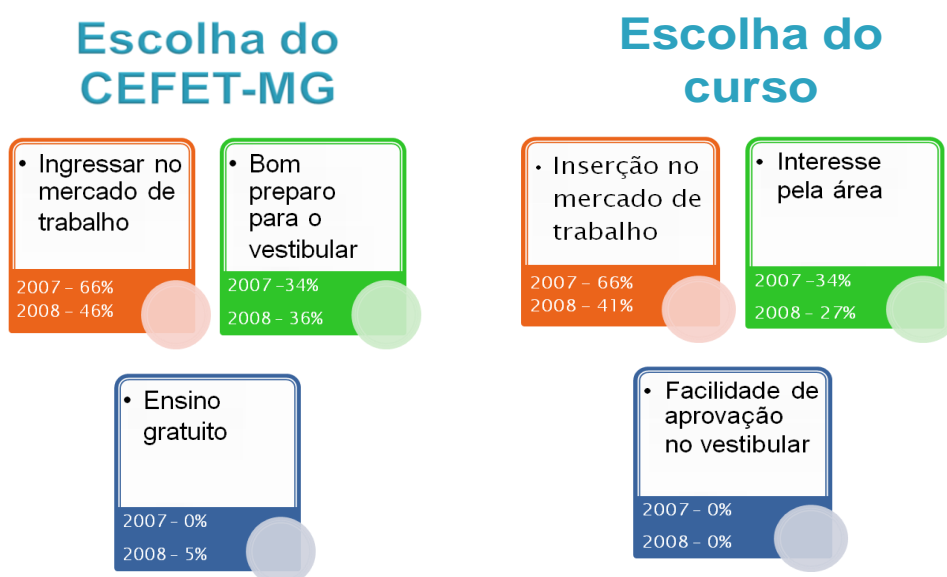 Escolha do
CEFET-MG
• Ingressar no
mercado de
trabalho
2007 – 66%
2008 – 46%
• Bom
preparo
para o
vestibular
2007 –34%
2008 – 36%
• Ensino
gratuito
2007 – 0%
2008 – 5%
Escolha do
curso
• Inserção no
mercado de
trabalho
2007 – 66%
2008 – 41%
• Interesse
pela área
2007 –34%
2008 – 27%
• Facilidade de
aprovação
no vestibular
2007 – 0%
2008 – 0%